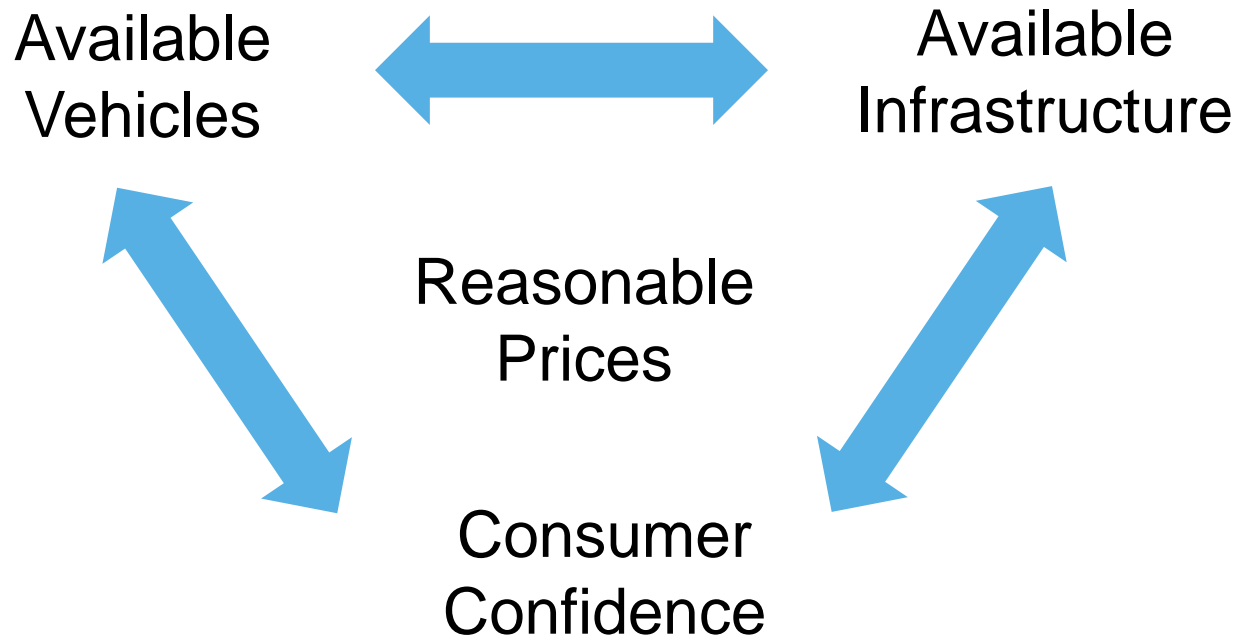 Available
Vehicles
Available
Infrastructure
Reasonable
Prices
Consumer
Confidence